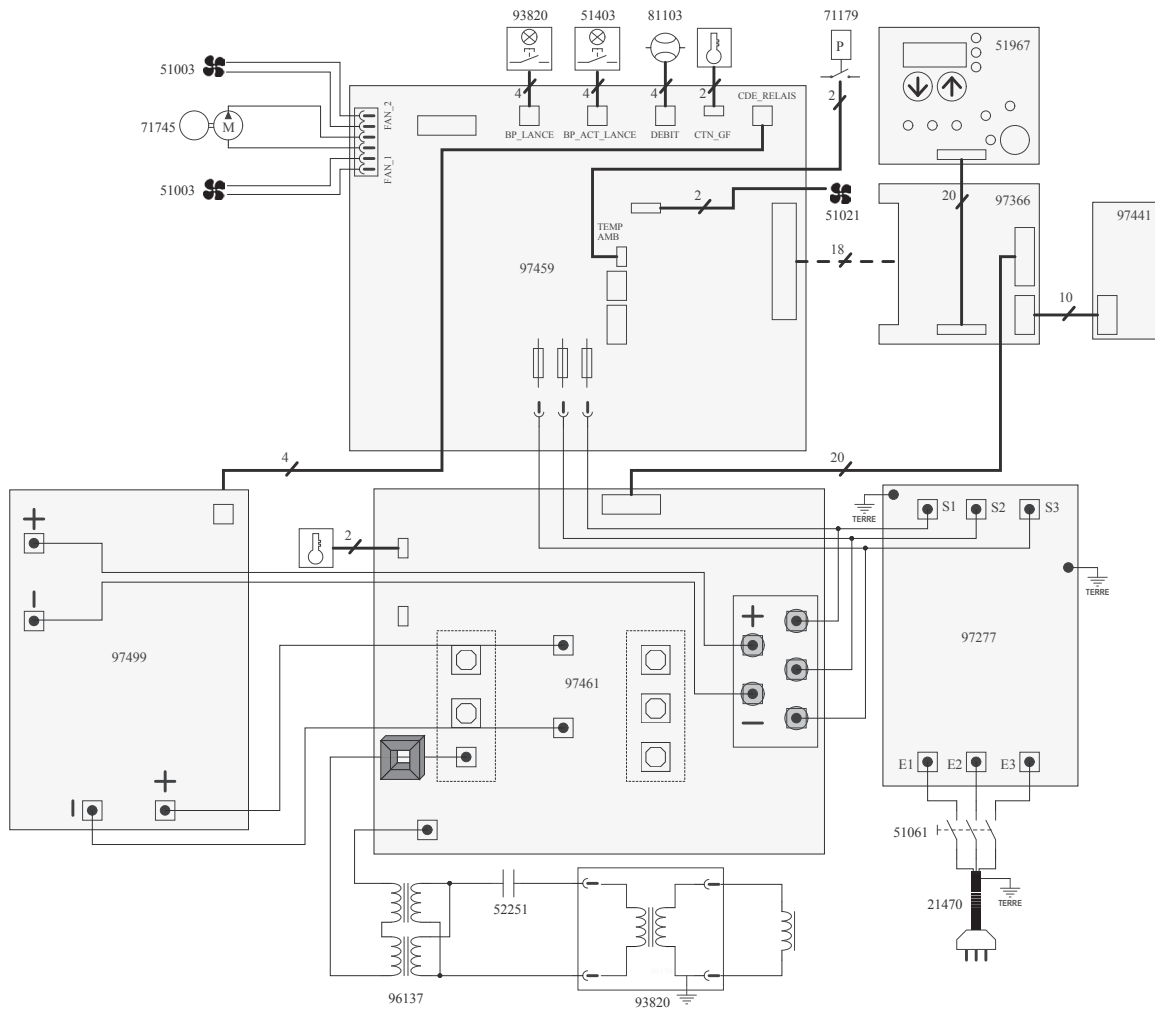 93820
51403
81103
71179
51967
51003
71745
M
51003
FAN_2
FAN_1
4
4
4
2
2
P
BP_LANCE
BP_ACT_LANCE
DEBIT
CTN_GF
CDE_RELAIS
20
97366
97441
2
51021
TEMP
AMB
97459
18
10
4
20
TERRE
S1
S2
S3
2
TERRE
+
–
97499
+
–
97461
+
–
97277
E1
E2
E3
51061
21470
TERRE
52251
96137
93820